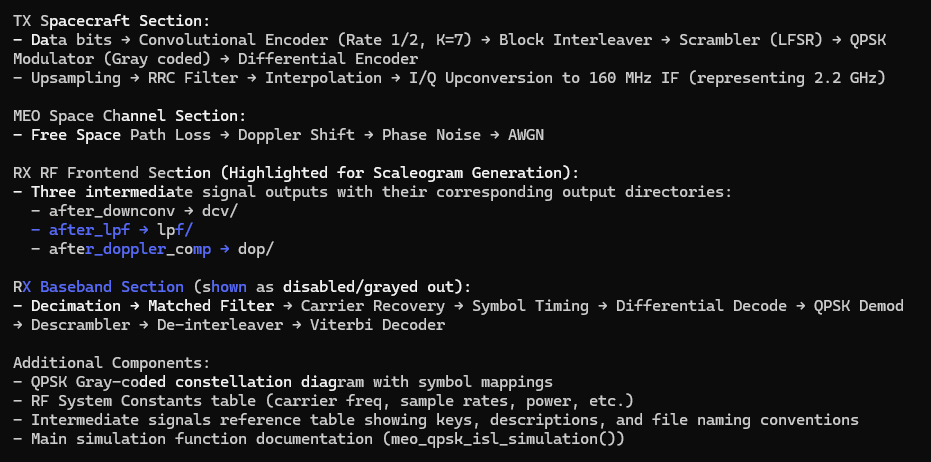 TX Spacecraft Section:
- Data bits → Convolutional Encoder (Rate 1/2, K=7) → Block Interleaver → Scrambler (LFSR) → QPSK
Modulator (Gray coded) → Differential Encoder
- Upsampling → RRC Filter → Interpolation → I/Q Upconversion to 160 MHz IF (representing 2.2 GHz)
MEO Space Channel Section:
- Free Space Path Loss → Doppler Shift → Phase Noise → AWGN
RX RF Frontend Section (Highlighted for Scaleogram Generation):
- Three intermediate signal outputs with their corresponding output directories:
- after_downconv → dcv/
- after_lpf → lpf/
- after_doppler_comp → dop/
RX Baseband Section (shown as disabled/grayed out):
- Decimation → Matched Filter → Carrier Recovery → Symbol Timing → Differential Decode → QPSK Demod
→ Descrambler → De-interleaver → Viterbi Decoder
Additional Components:
- QPSK Gray-coded constellation diagram with symbol mappings
- RF System Constants table (carrier freq, sample rates, power, etc.)
- Intermediate signals reference table showing keys, descriptions, and file naming conventions
- Main simulation function documentation (meo_qpsk_isl_simulation())